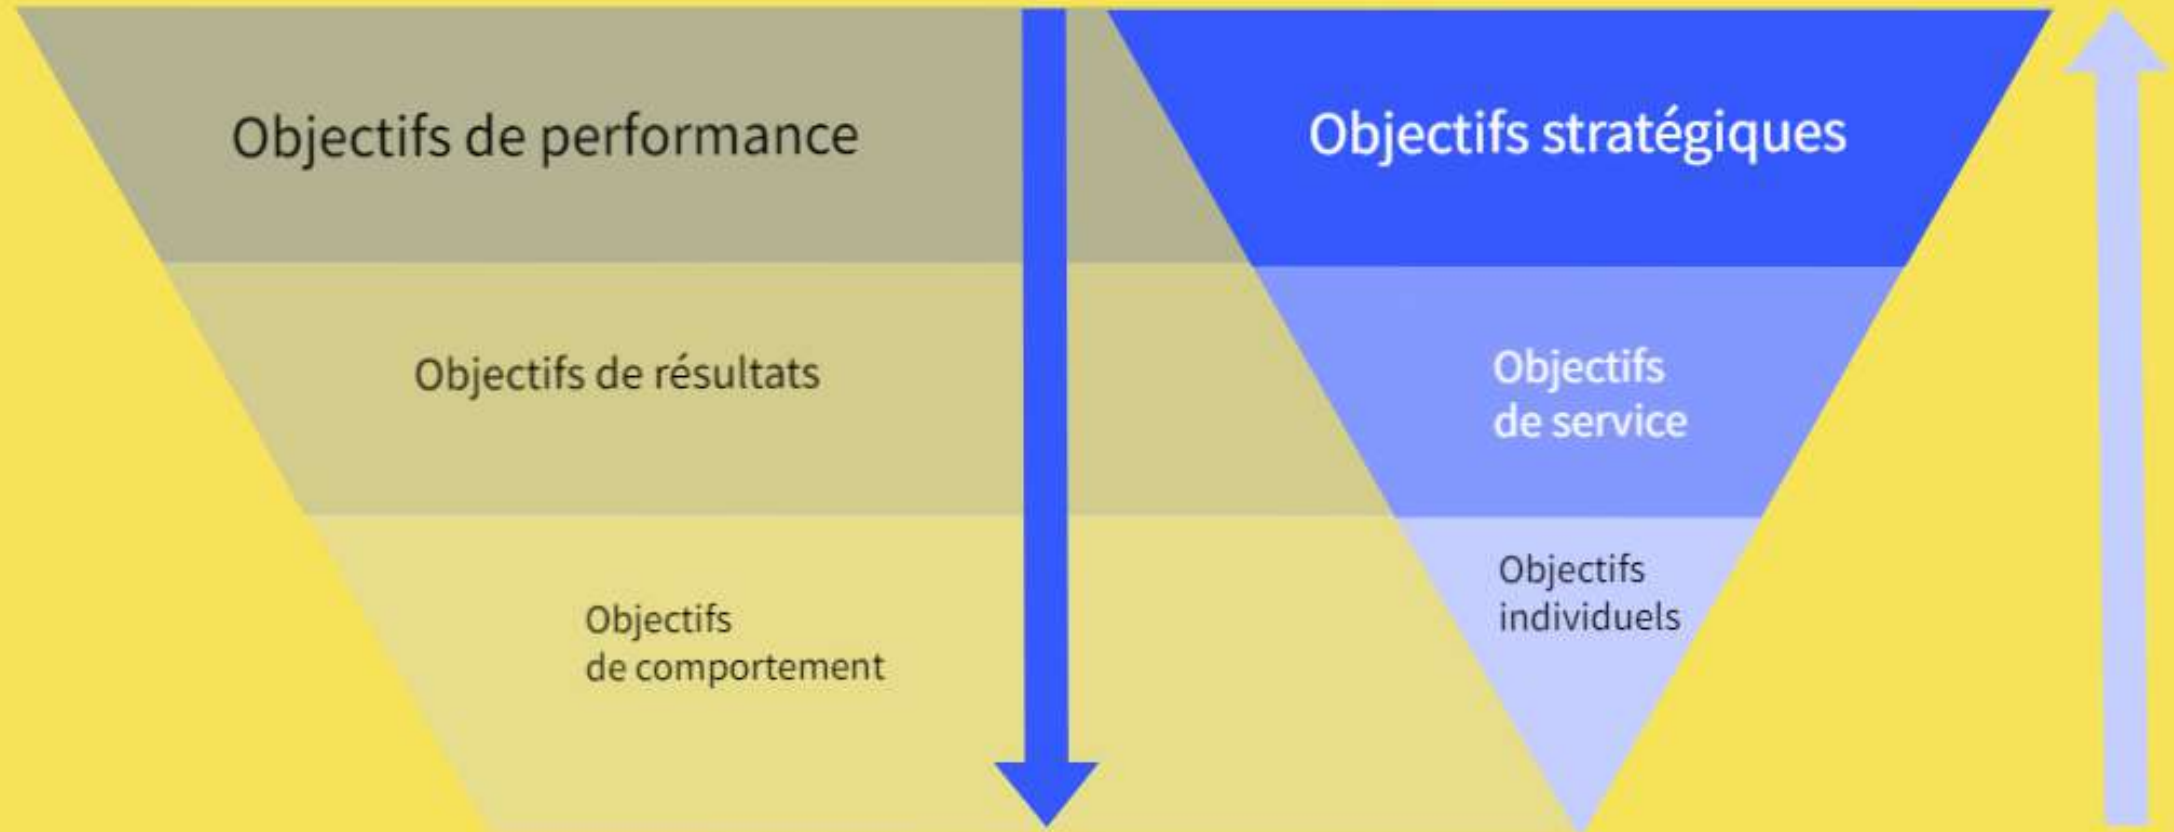 Objectifs de performance
Objectifs stratégiques
Objectifs de résultats
Objectifs
de service
Objectifs
de comportement
Objectifs
individuels